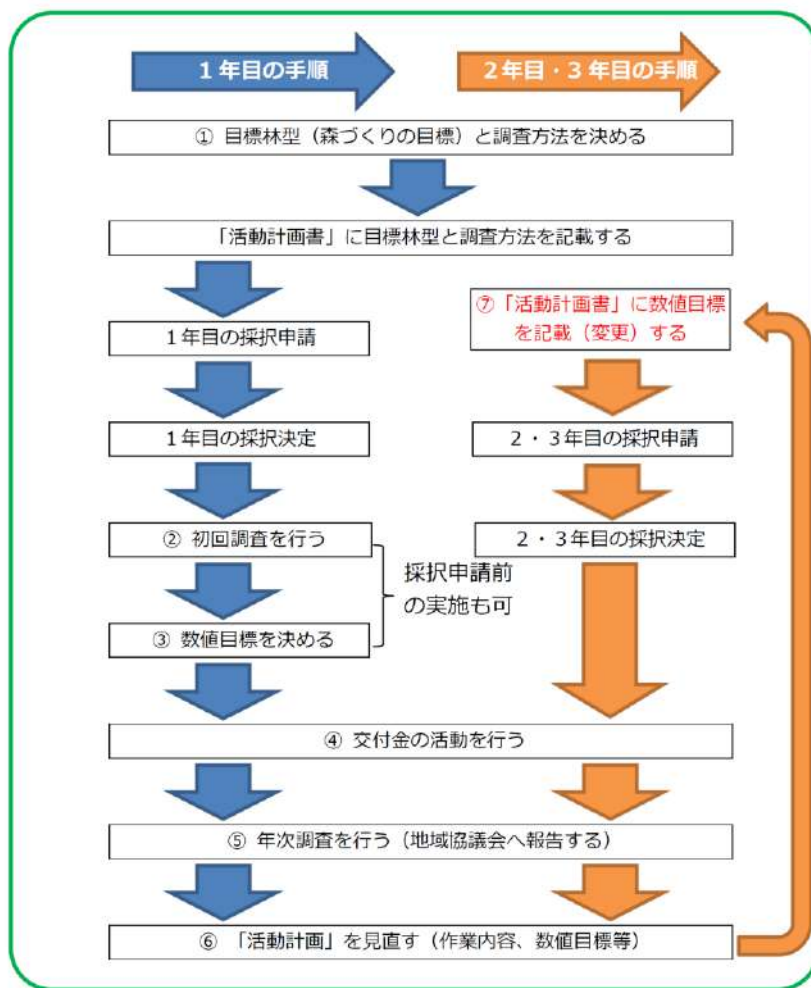 1年目の手順
2年目・3年目の手順
① 目標林型（森づくりの目標）と調査方法を決める
「活動計画書」に目標林型と調査方法を記載する
⑦「活動計画書」に数値目標
を記載（変更）する
1年目の採択申請
1年目の採択決定
2・3年目の採択申請
② 初回調査を行う
2・3年目の採択決定
採択申請前
の実施も可
③ 数値目標を決める
④ 交付金の活動を行う
⑤ 年次調査を行う（地域協議会へ報告する）
⑥ 「活動計画」を見直す（作業内容、数値目標等）